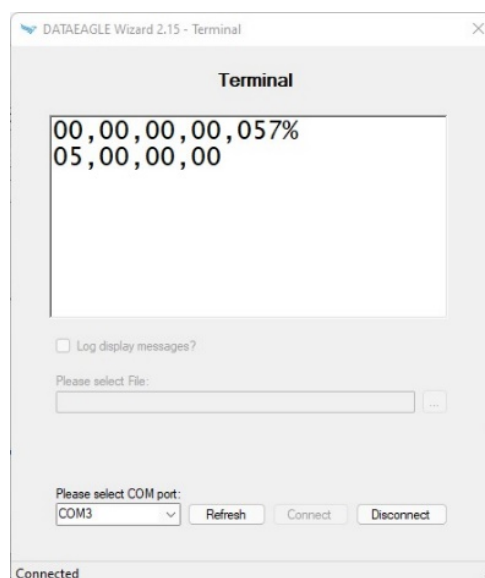 DATAEAGLE Wizard 2.15 - Terminal
Terminal
00,00,00,00,057%
05,00,00,00
Log display messages?
Please select File:
...
Please select COM port:
COM3 Refresh Connect Disconnect
Connected